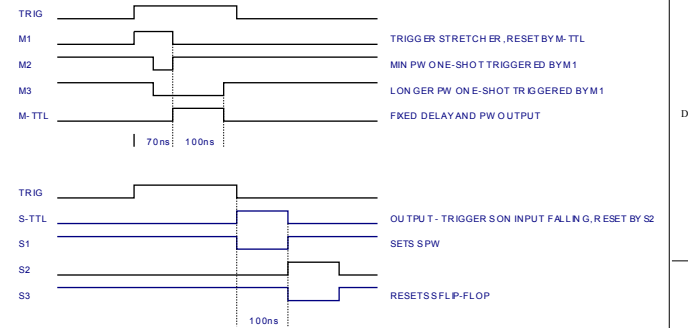 TRIG
M1 TRIGGER STRETCHER, RESET BY M-TTL
M2 MIN PW ONE-SHOT TRIGGERED BY M1
M3 LONGER PW ONE-SHOT TRIGGERED BY M1
M-TTL FIXED DELAY AND PW OUTPUT
70ns 100ns
D
TRIG
S-TTL OUTPUT - TRIGGERS ON INPUT FALLING, RESET BY S2
S1 SETS S PW
S2
S3 RESETS S FLIP-FLOP
100ns